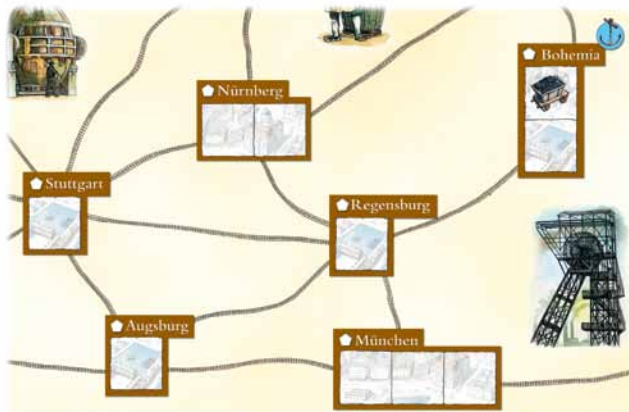 Bohemia
Nürnberg
Stuttgart
Regensburg
Augsburg
München